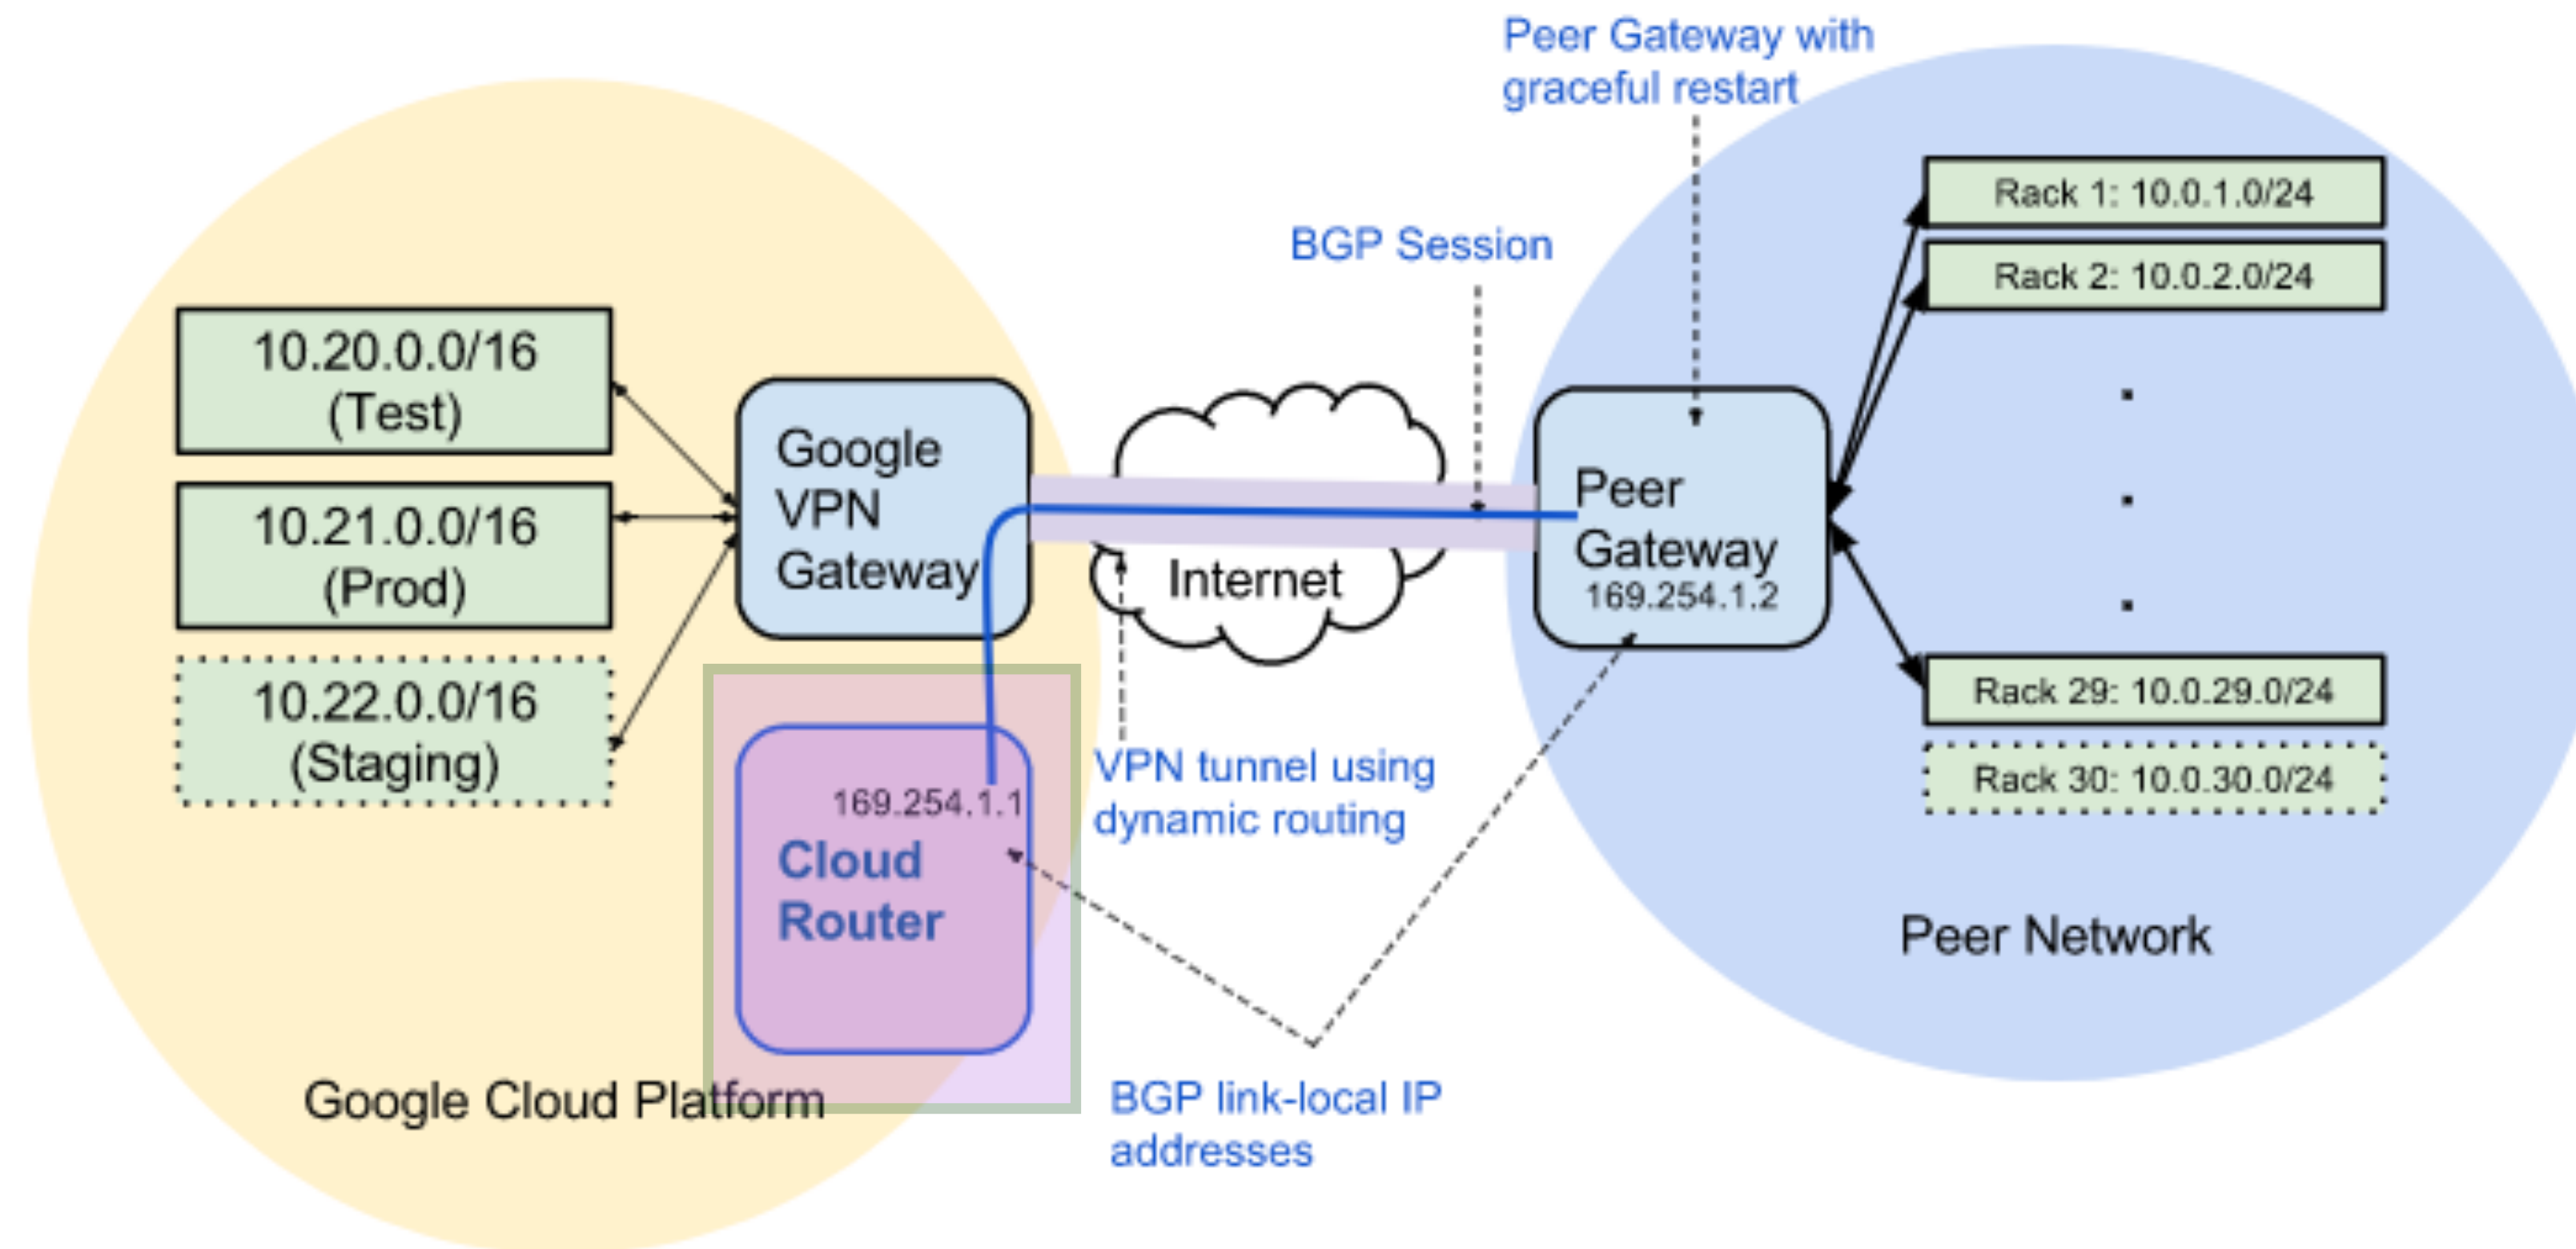 Peer Gateway with
graceful restart
BGP Session
10.20.0.0/16
(Test)
10.21.0.0/16
(Prod)
10.22.0.0/16
(Staging)
Google
VPN
Gateway
Internet
Peer
Gateway
169.254.1.2
Rack 1: 10.0.1.0/24
Rack 2: 10.0.2.0/24
Rack 29: 10.0.29.0/24
Rack 30: 10.0.30.0/24
169.254.1.1
Cloud
Router
VPN tunnel using
dynamic routing
Peer Network
Google Cloud Platform
BGP link-local IP
addresses